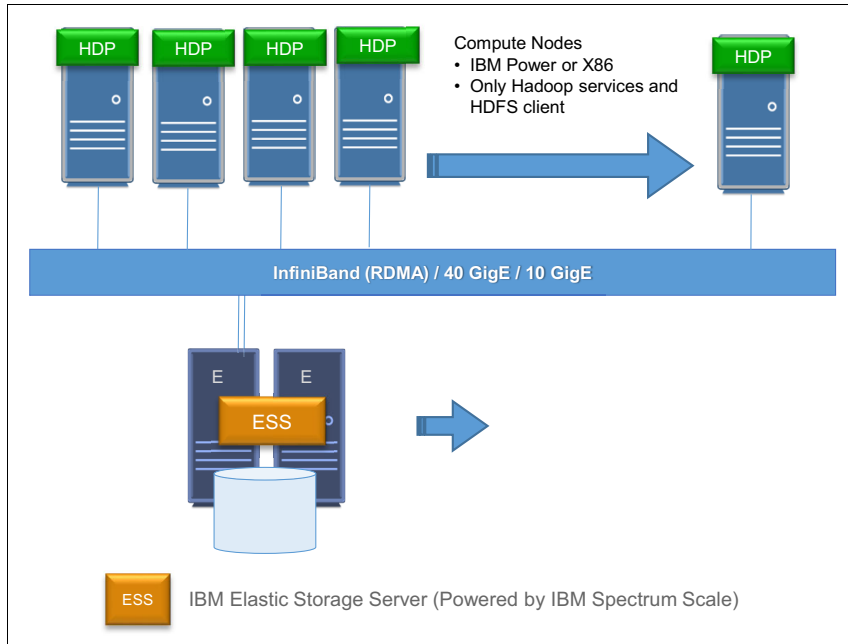 HDP
HDP
HDP
HDP
HDP
Compute Nodes
• IBM Power or X86
• Only Hadoop services and
HDFS client
InfiniBand (RDMA) / 40 GigE / 10 GigE
E
E
ESS
ESS
IBM Elastic Storage Server (Powered by IBM Spectrum Scale)